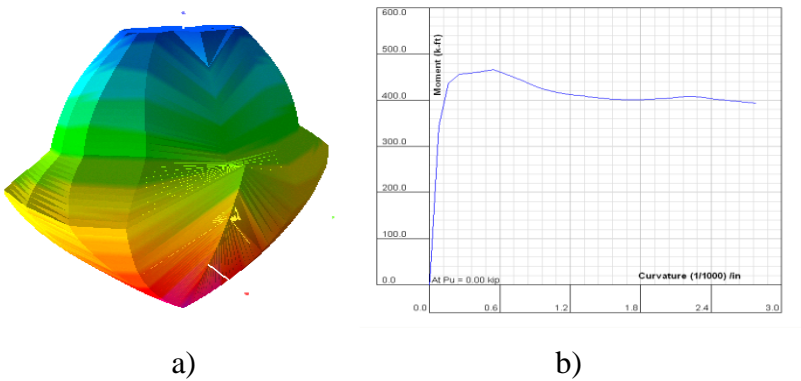 600.0
500.0
400.0
300.0
200.0
100.0
0.0
Moment (k-ft)
At Pu = 0.00 kip
Curvature (1/1000) /in
0.0 0.6 1.2 1.8 2.4 3.0
a) b)